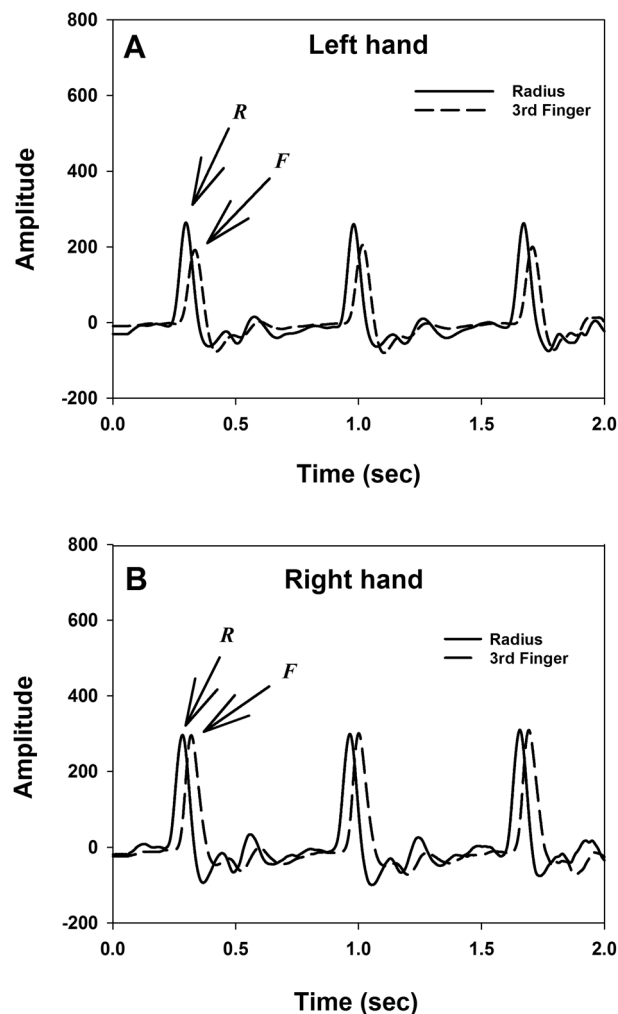 A
Left hand
800
600
400
200
0
-200
Amplitude
R
F
Radius
3rd Finger
0.0 0.5 1.0 1.5 2.0
Time (sec)
B
Right hand
800
600
400
200
0
-200
Amplitude
R
F
Radius
3rd Finger
0.0 0.5 1.0 1.5 2.0
Time (sec)